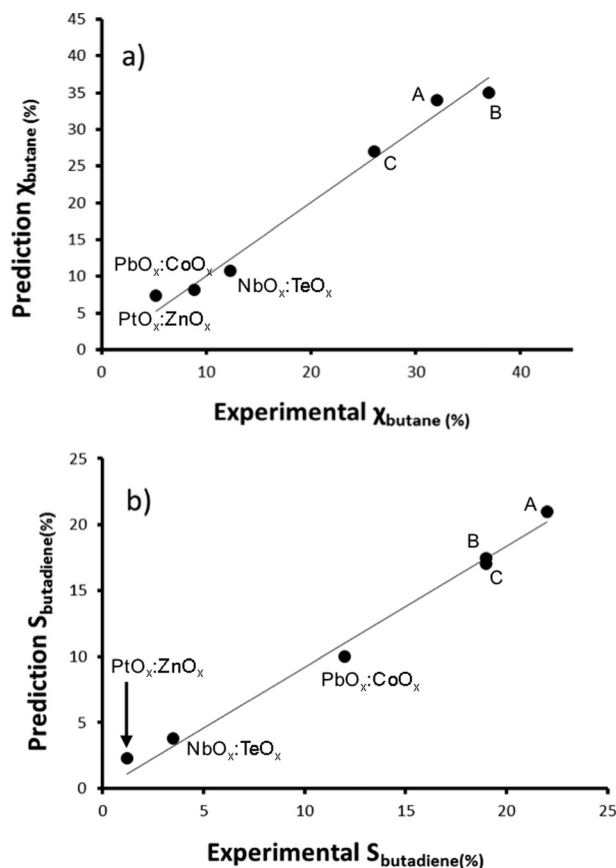 a)
Prediction χbutane (%)
45
40
35
30
25
20
15
10
5
0
A
B
C
PbOx:CoOx
NbOx:TeOx
PtOx:ZnOx
0 10 20 30 40
Experimental χbutane (%)
b)
Prediction Sbutadiene(%)
25
20
15
10
5
0
A
B
C
PtOx:ZnOx
PbOx:CoOx
NbOx:TeOx
0 5 10 15 20 25
Experimental Sbutadiene(%)